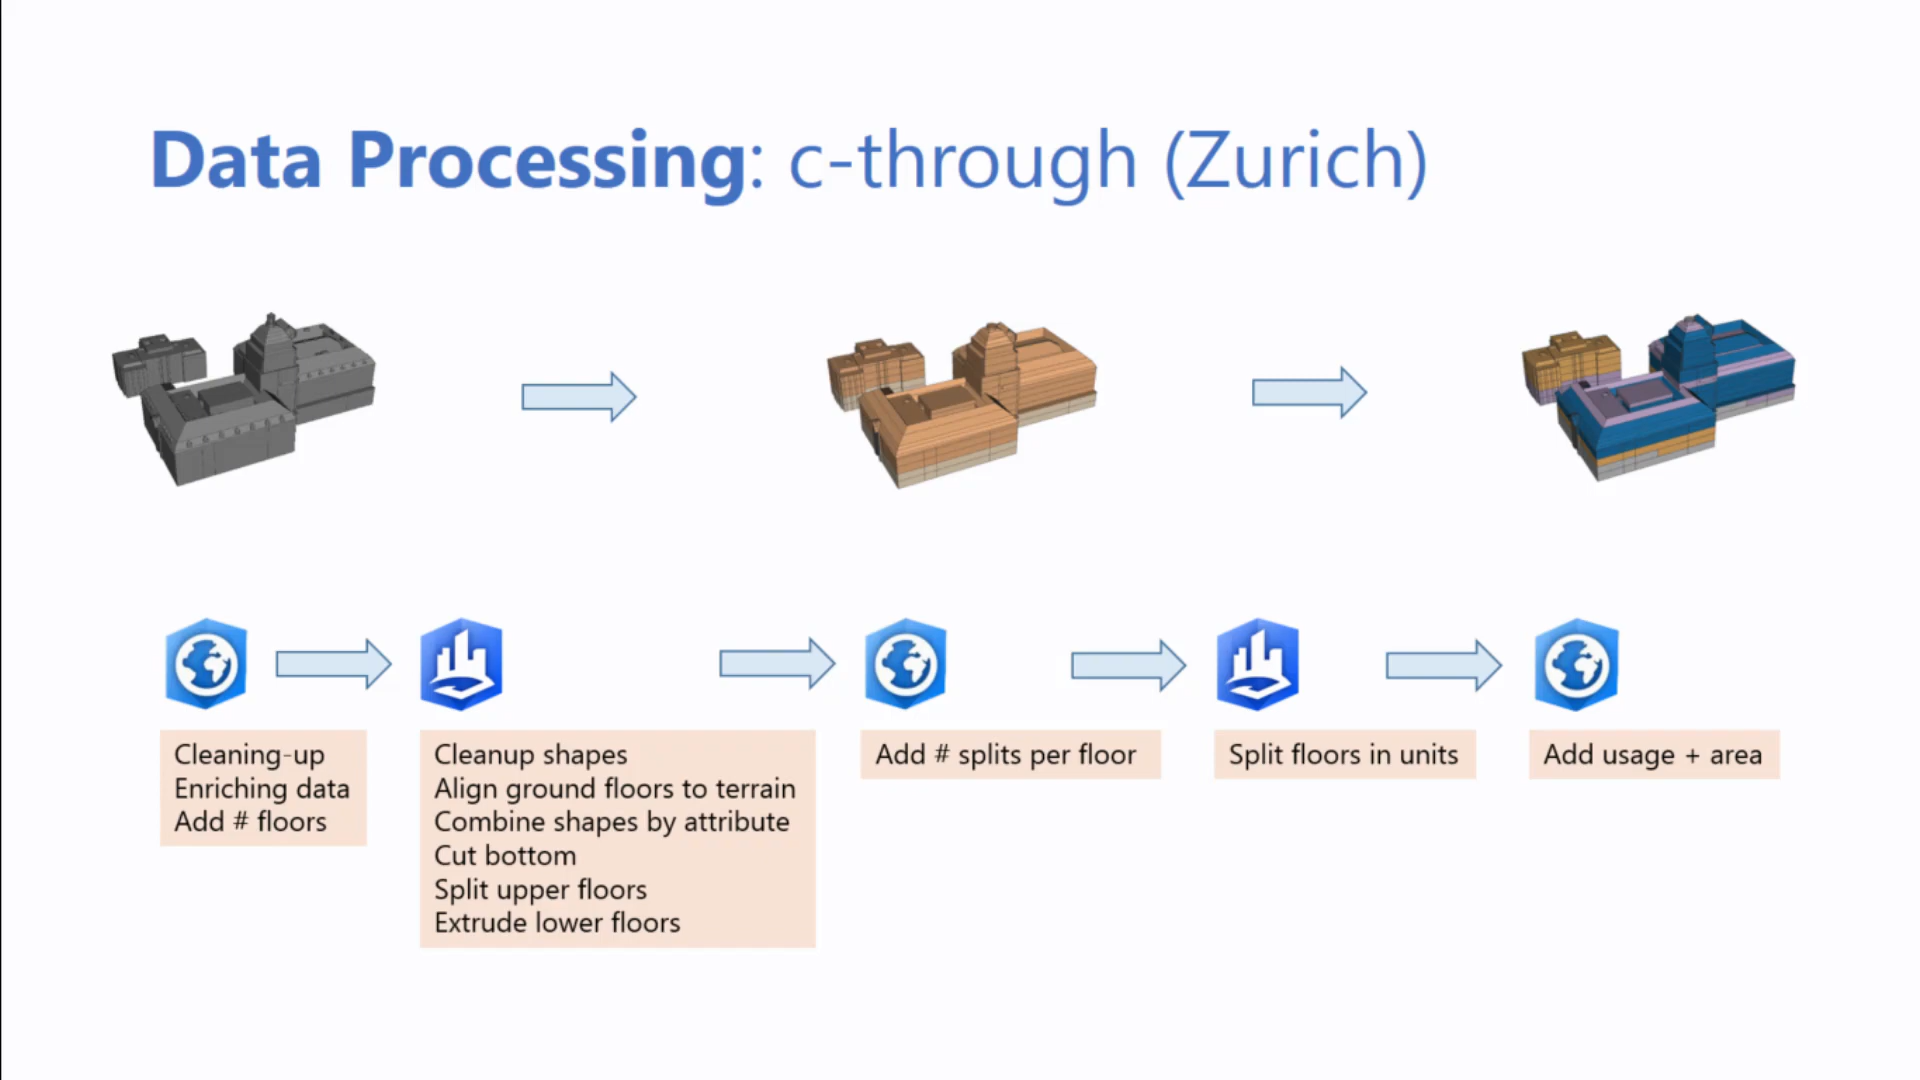 Data Processing: c-through (Zurich)
Cleaning-up
Enriching data
Add # floors
Cleanup shapes
Align ground floors to terrain
Combine shapes by attribute
Cut bottom
Split upper floors
Extrude lower floors
Add # splits per floor
Split floors in units
Add usage + area